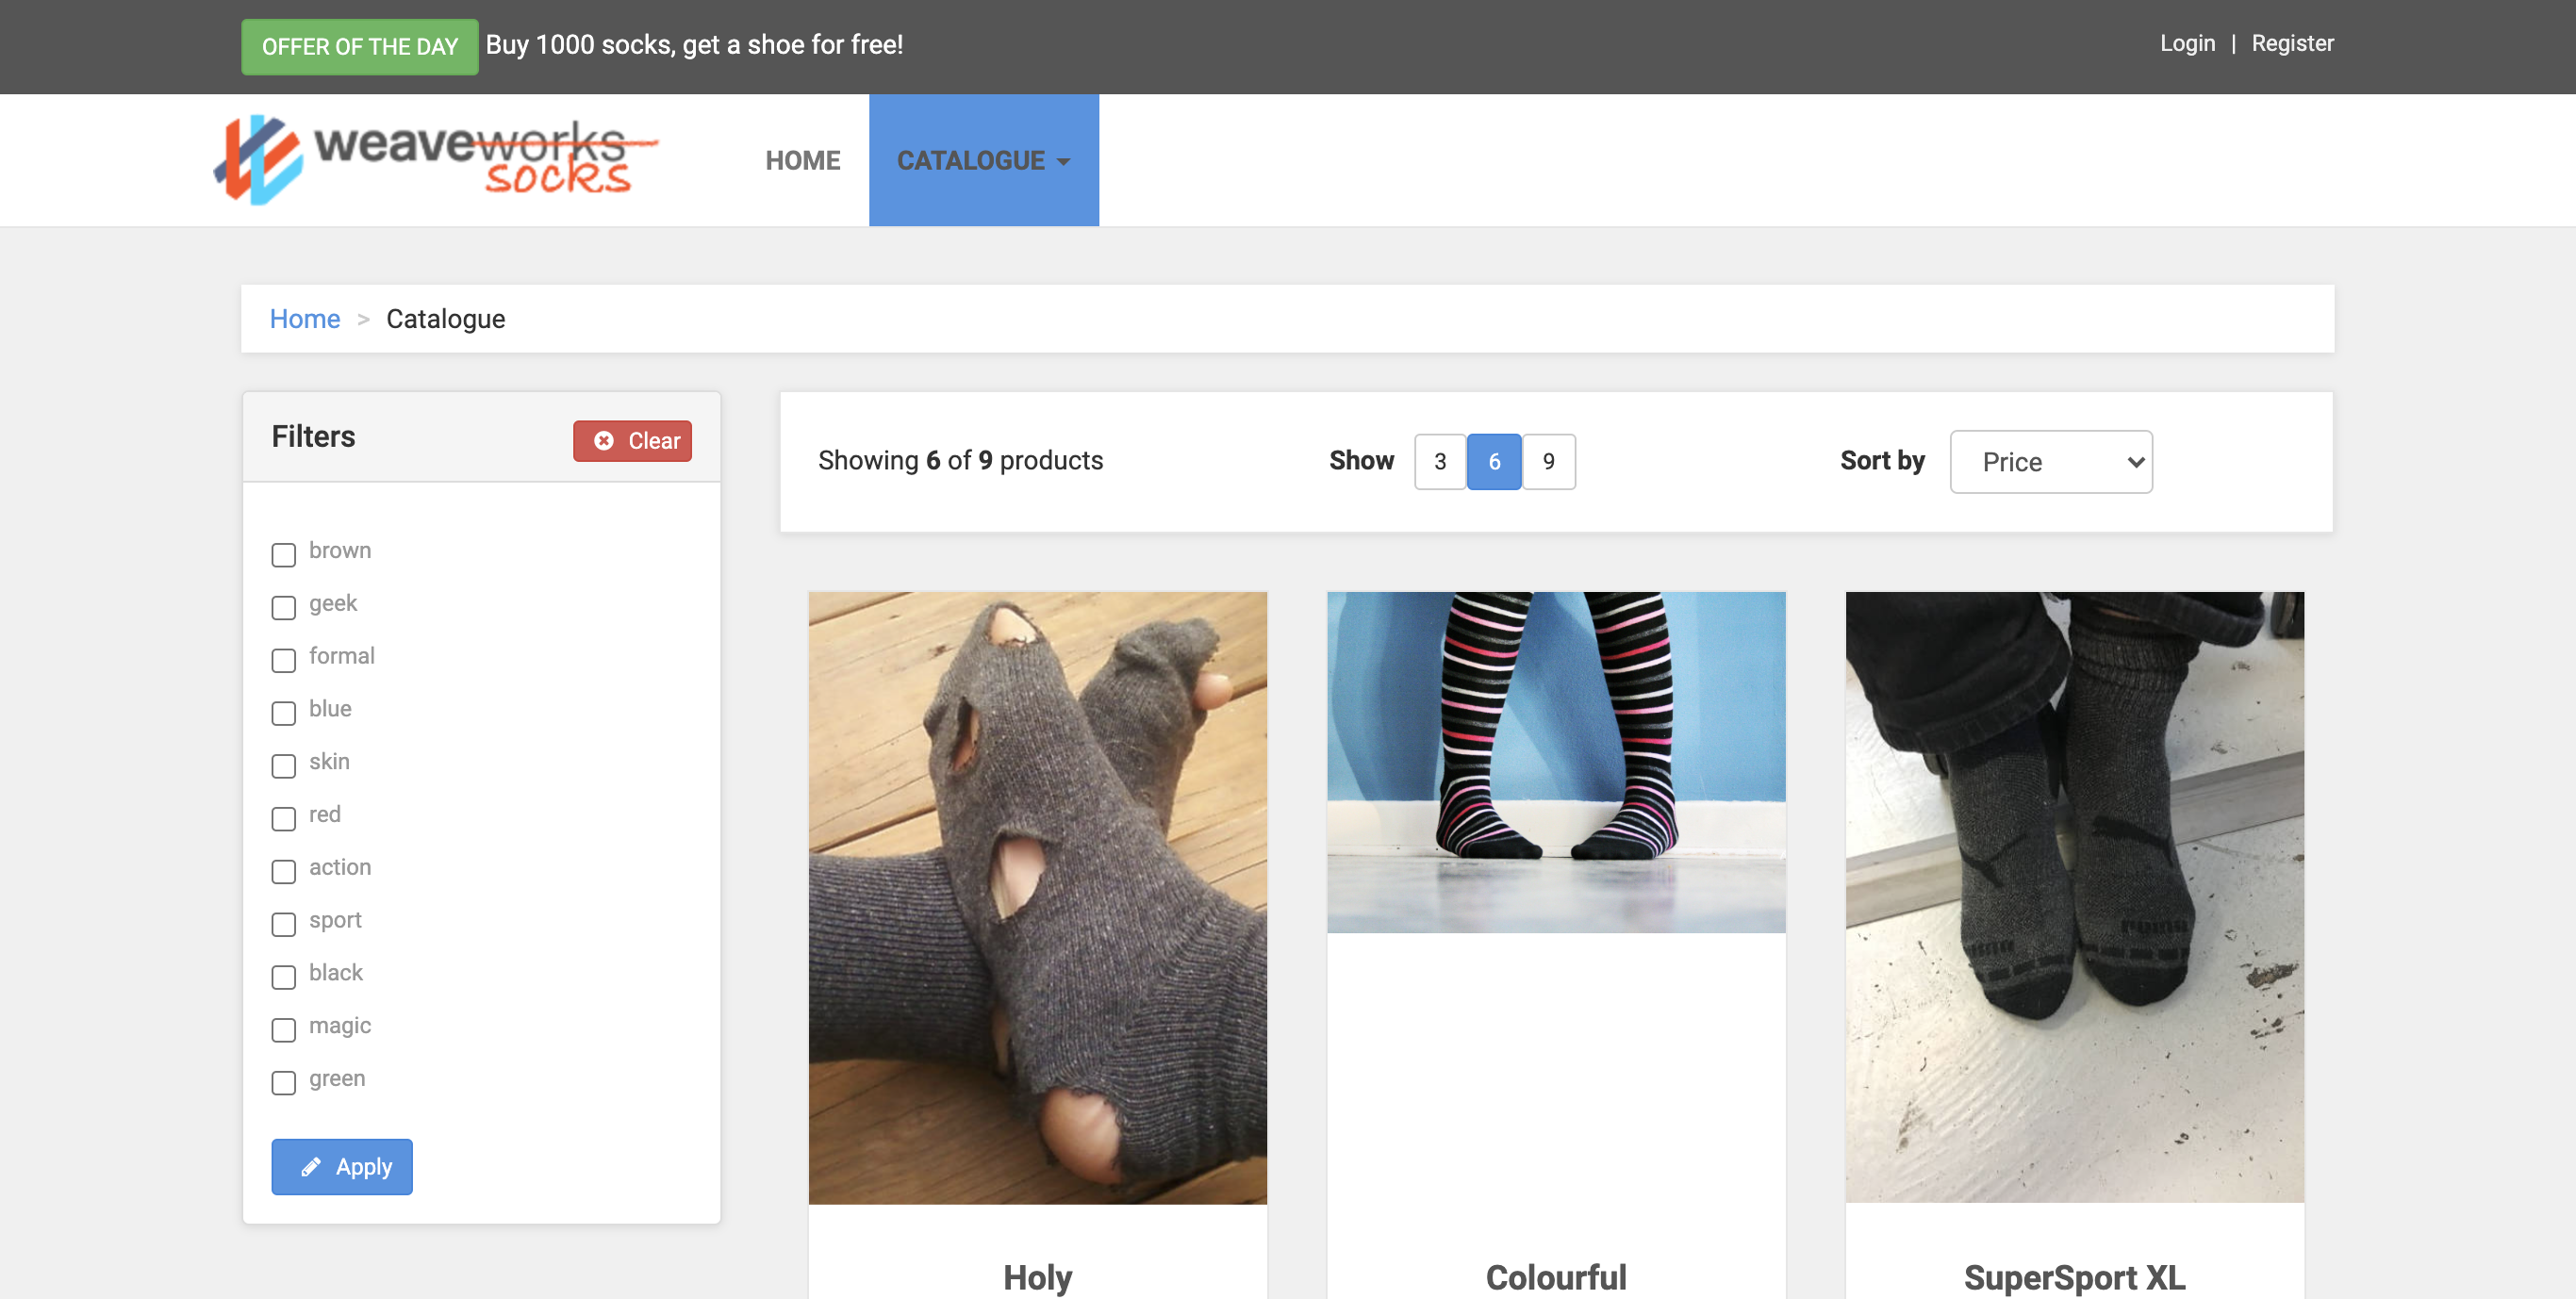 OFFER OF THE DAY Buy 1000 socks, get a shoe for free!
Login | Register
weaveworks
socks
HOME
CATALOGUE
Home > Catalogue
Filters
Clear
brown
geek
formal
blue
skin
red
action
sport
black
magic
green
Apply
Showing 6 of 9 products
Show 3 6 9
Sort by Price
Holy
Colourful
SuperSport XL